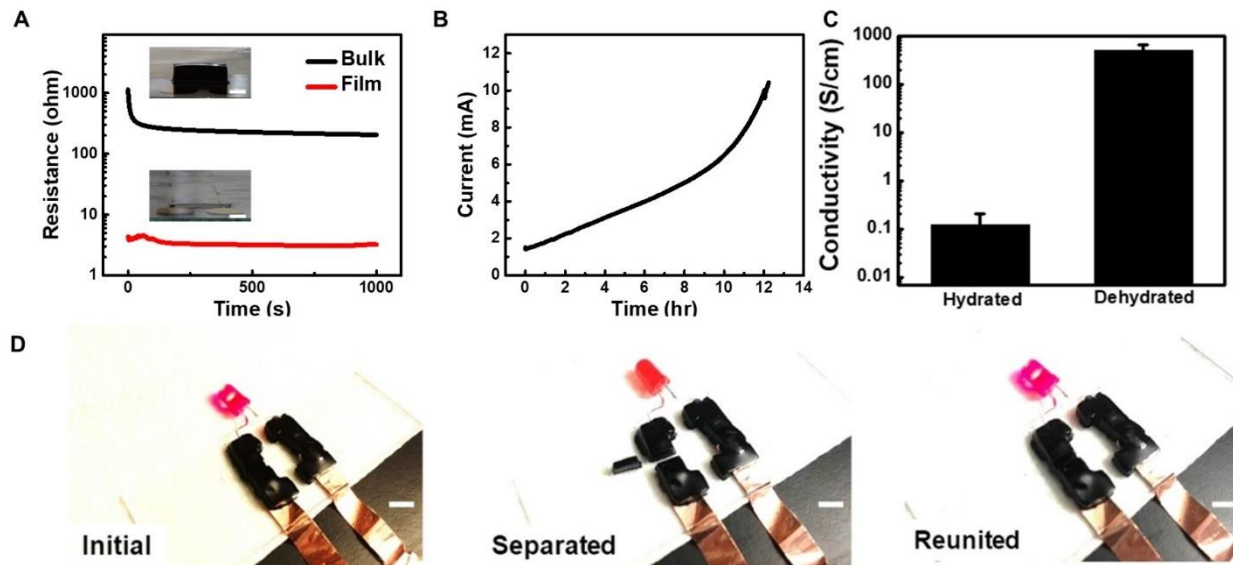 A
Resistance (ohm)
1000
100
10
1
Bulk
Film
0
500
1000
Time (s)
B
Current (mA)
12
10
8
6
4
2
0
0 2 4 6 8 10 12 14
Time (hr)
C
Conductivity (S/cm)
1000
100
10
1
0.1
0.01
Hydrated
Dehydrated
D
Initial
Separated
Reunited